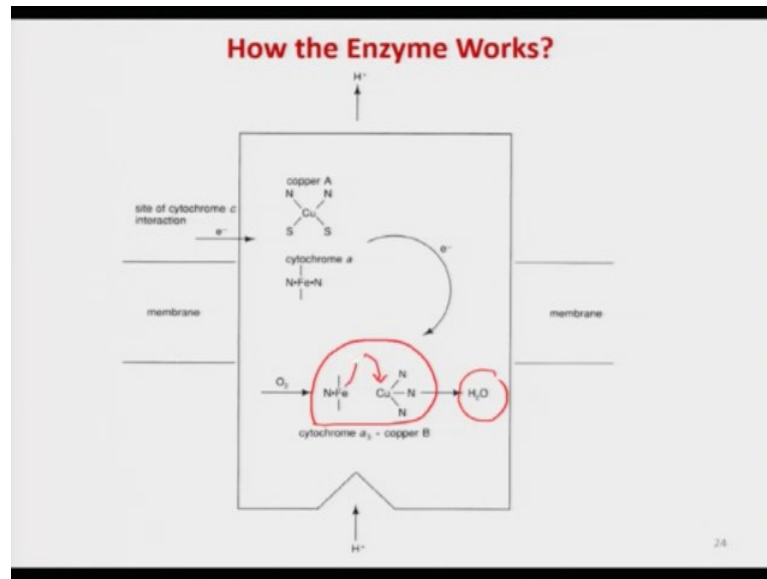 How the Enzyme Works?
H⁺
copper A
N N
Cu
S S
site of cytochrome c
interaction
e⁻
cytochrome a
N•Fe•N
e⁻
membrane
membrane
O₂
N•Fe
Cu—N
N
N
H₂O
cytochrome a₃ - copper B
H⁺
24